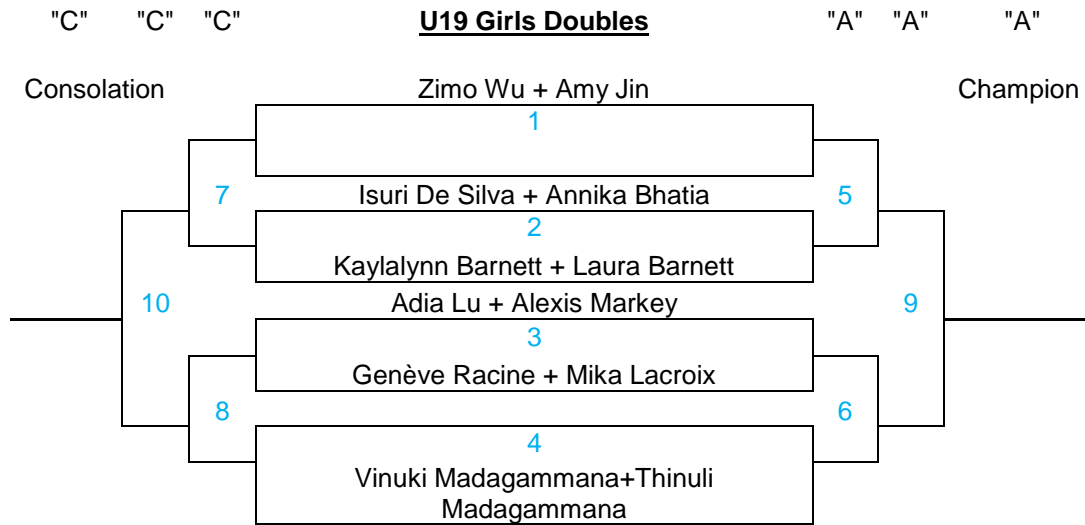 "C" "C" "C" U19 Girls Doubles "A" "A" "A"
Consolation Zimo Wu + Amy Jin Champion
1
7 Isuri De Silva + Annika Bhatia 5
2
Kaylalynn Barnett + Laura Barnett
10 Adia Lu + Alexis Markey 9
3
Genève Racine + Mika Lacroix
8 6
4
Vinuki Madagammana+Thinuli
Madagammana